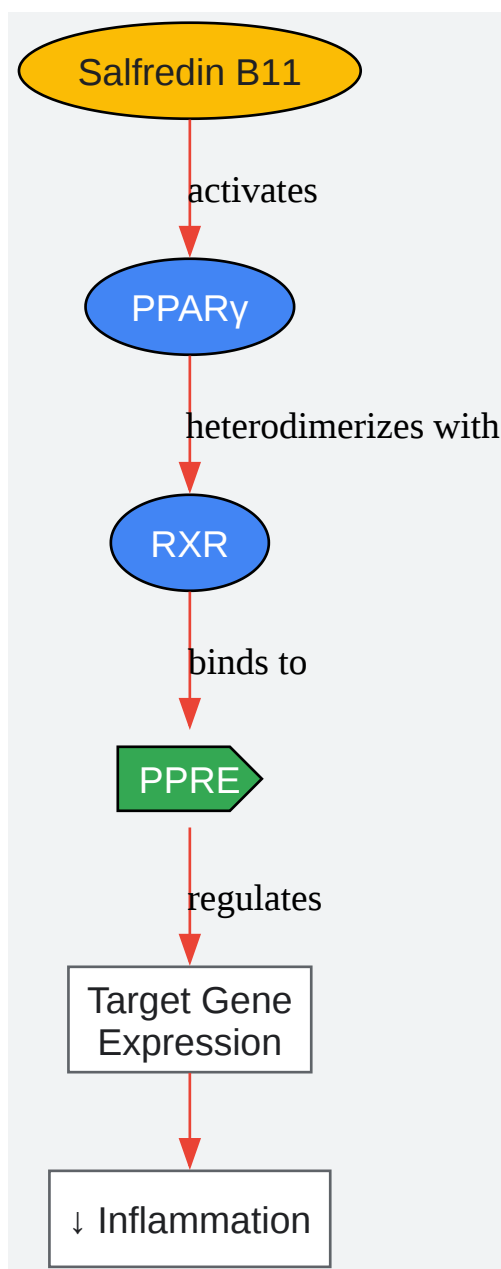 Salfredin B11
activates
PPARγ
heterodimerizes with
RXR
binds to
PPRE
regulates
Target Gene
Expression
↓ Inflammation